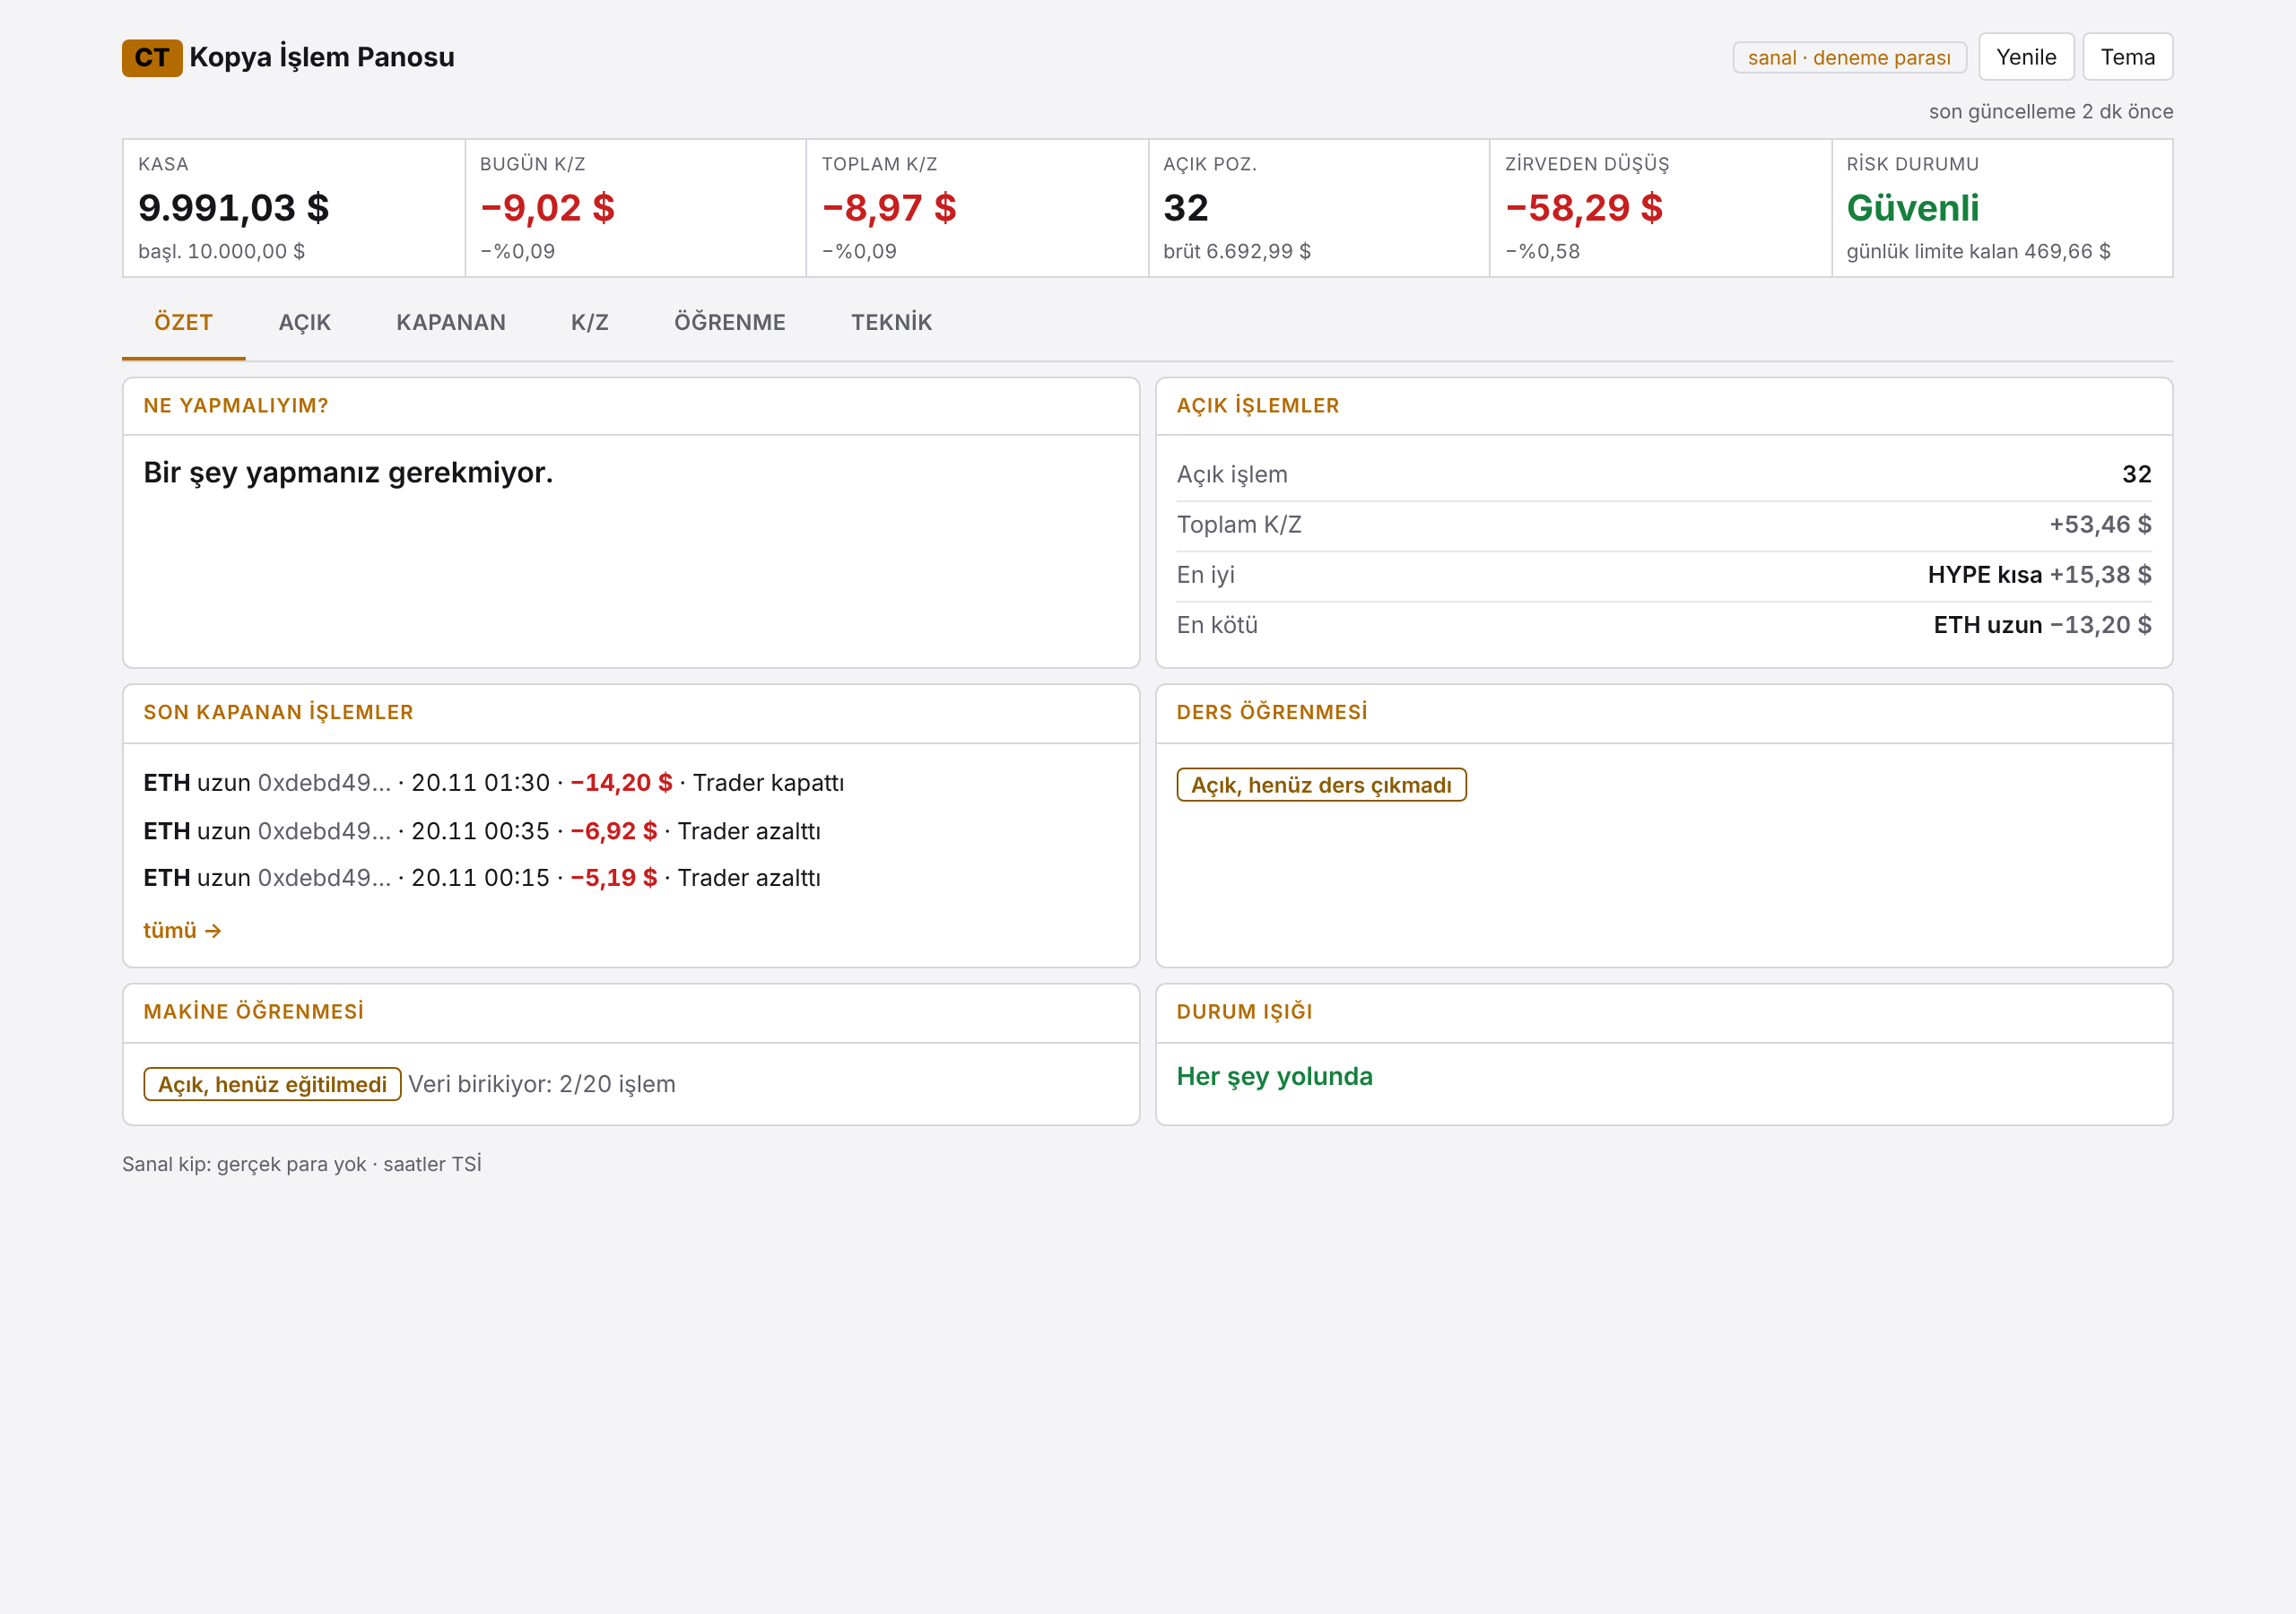 CT Kopya İşlem Panosu
sanal · deneme parası Yenile Tema
son güncelleme 2 dk önce
KASA
9.991,03 $
başl. 10.000,00 $
BUGÜN K/Z
−9,02 $
−%0,09
TOPLAM K/Z
−8,97 $
−%0,09
AÇIK POZ.
32
brüt 6.692,99 $
ZİRVEDEN DÜŞÜŞ
−58,29 $
−%0,58
RİSK DURUMU
Güvenli
günlük limite kalan 469,66 $
ÖZET AÇIK KAPANAN K/Z ÖĞRENME TEKNİK
NE YAPMALIYIM?
Bir şey yapmanız gerekmiyor.
AÇIK İŞLEMLER
Açık işlem 32
Toplam K/Z +53,46 $
En iyi HYPE kısa +15,38 $
En kötü ETH uzun −13,20 $
SON KAPANAN İŞLEMLER
ETH uzun 0xdebd49… · 20.11 01:30 · −14,20 $ · Trader kapattı
ETH uzun 0xdebd49… · 20.11 00:35 · −6,92 $ · Trader azalttı
ETH uzun 0xdebd49… · 20.11 00:15 · −5,19 $ · Trader azalttı
tümü →
DERS ÖĞRENMESİ
Açık, henüz ders çıkmadı
MAKİNE ÖĞRENMESİ
Açık, henüz eğitilmedi Veri birikiyor: 2/20 işlem
DURUM IŞIĞI
Her şey yolunda
Sanal kip: gerçek para yok · saatler TSİ